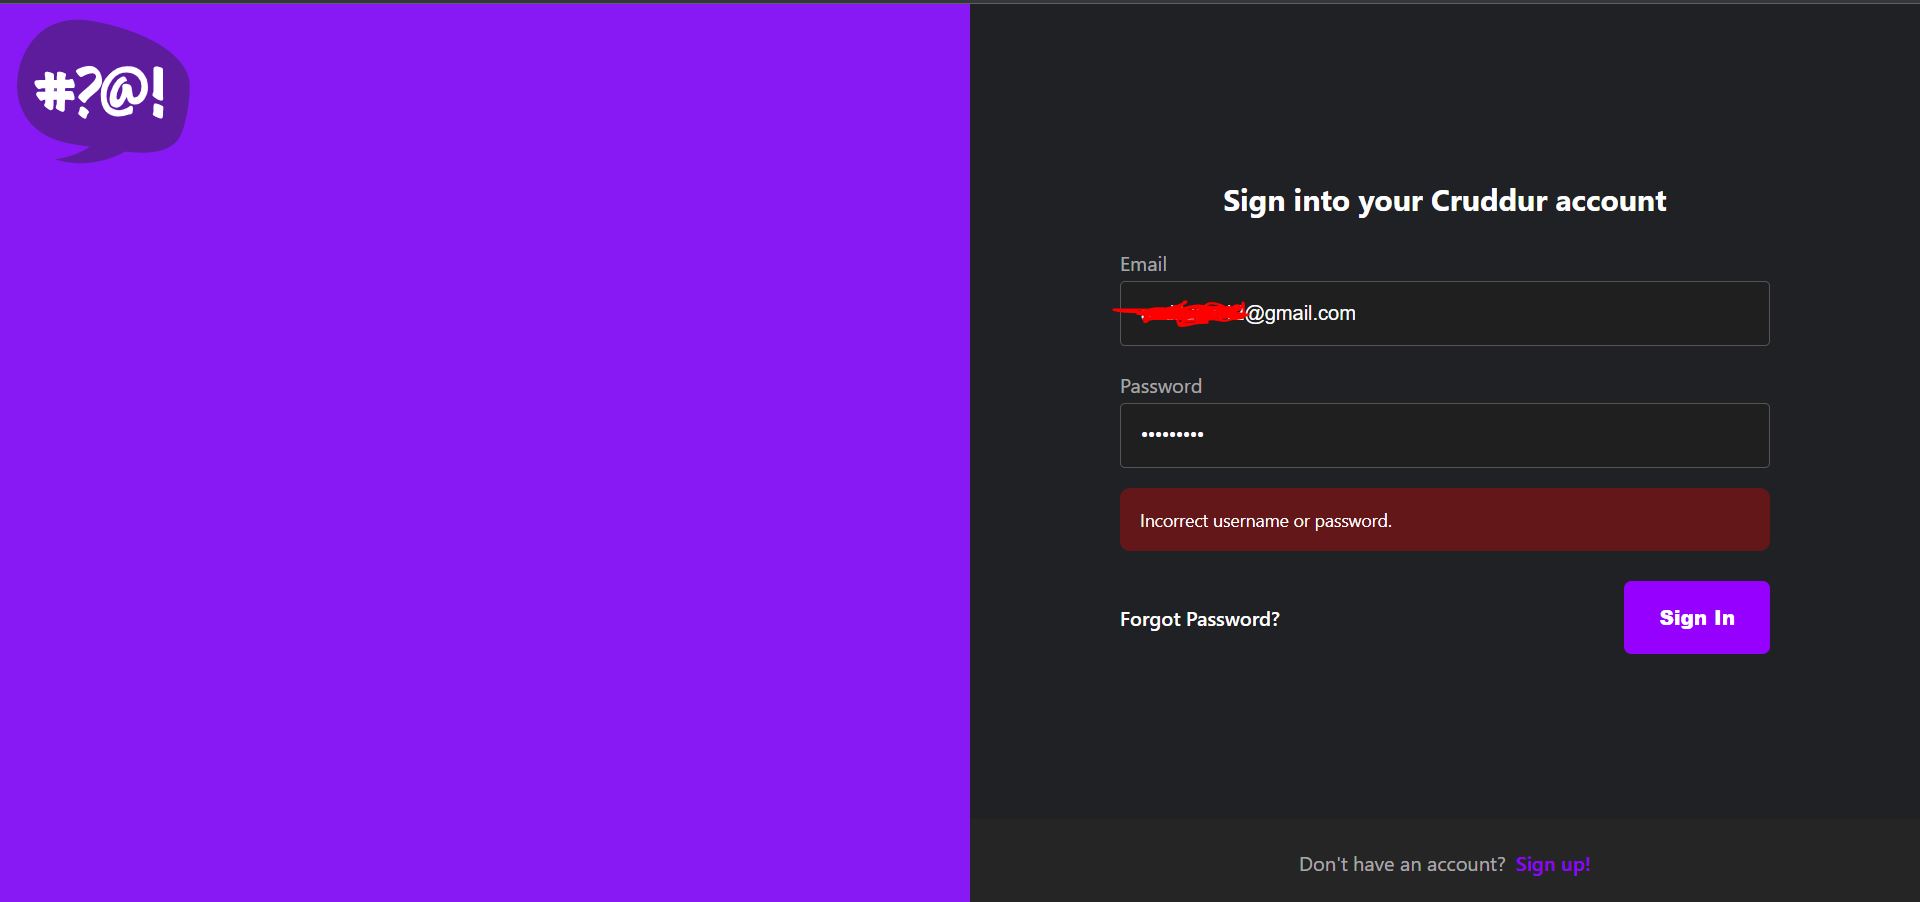 #?@!
Sign into your Cruddur account
Email
@gmail.com
Password
•••••••••
Incorrect username or password.
Forgot Password?
Sign In
Don't have an account? Sign up!